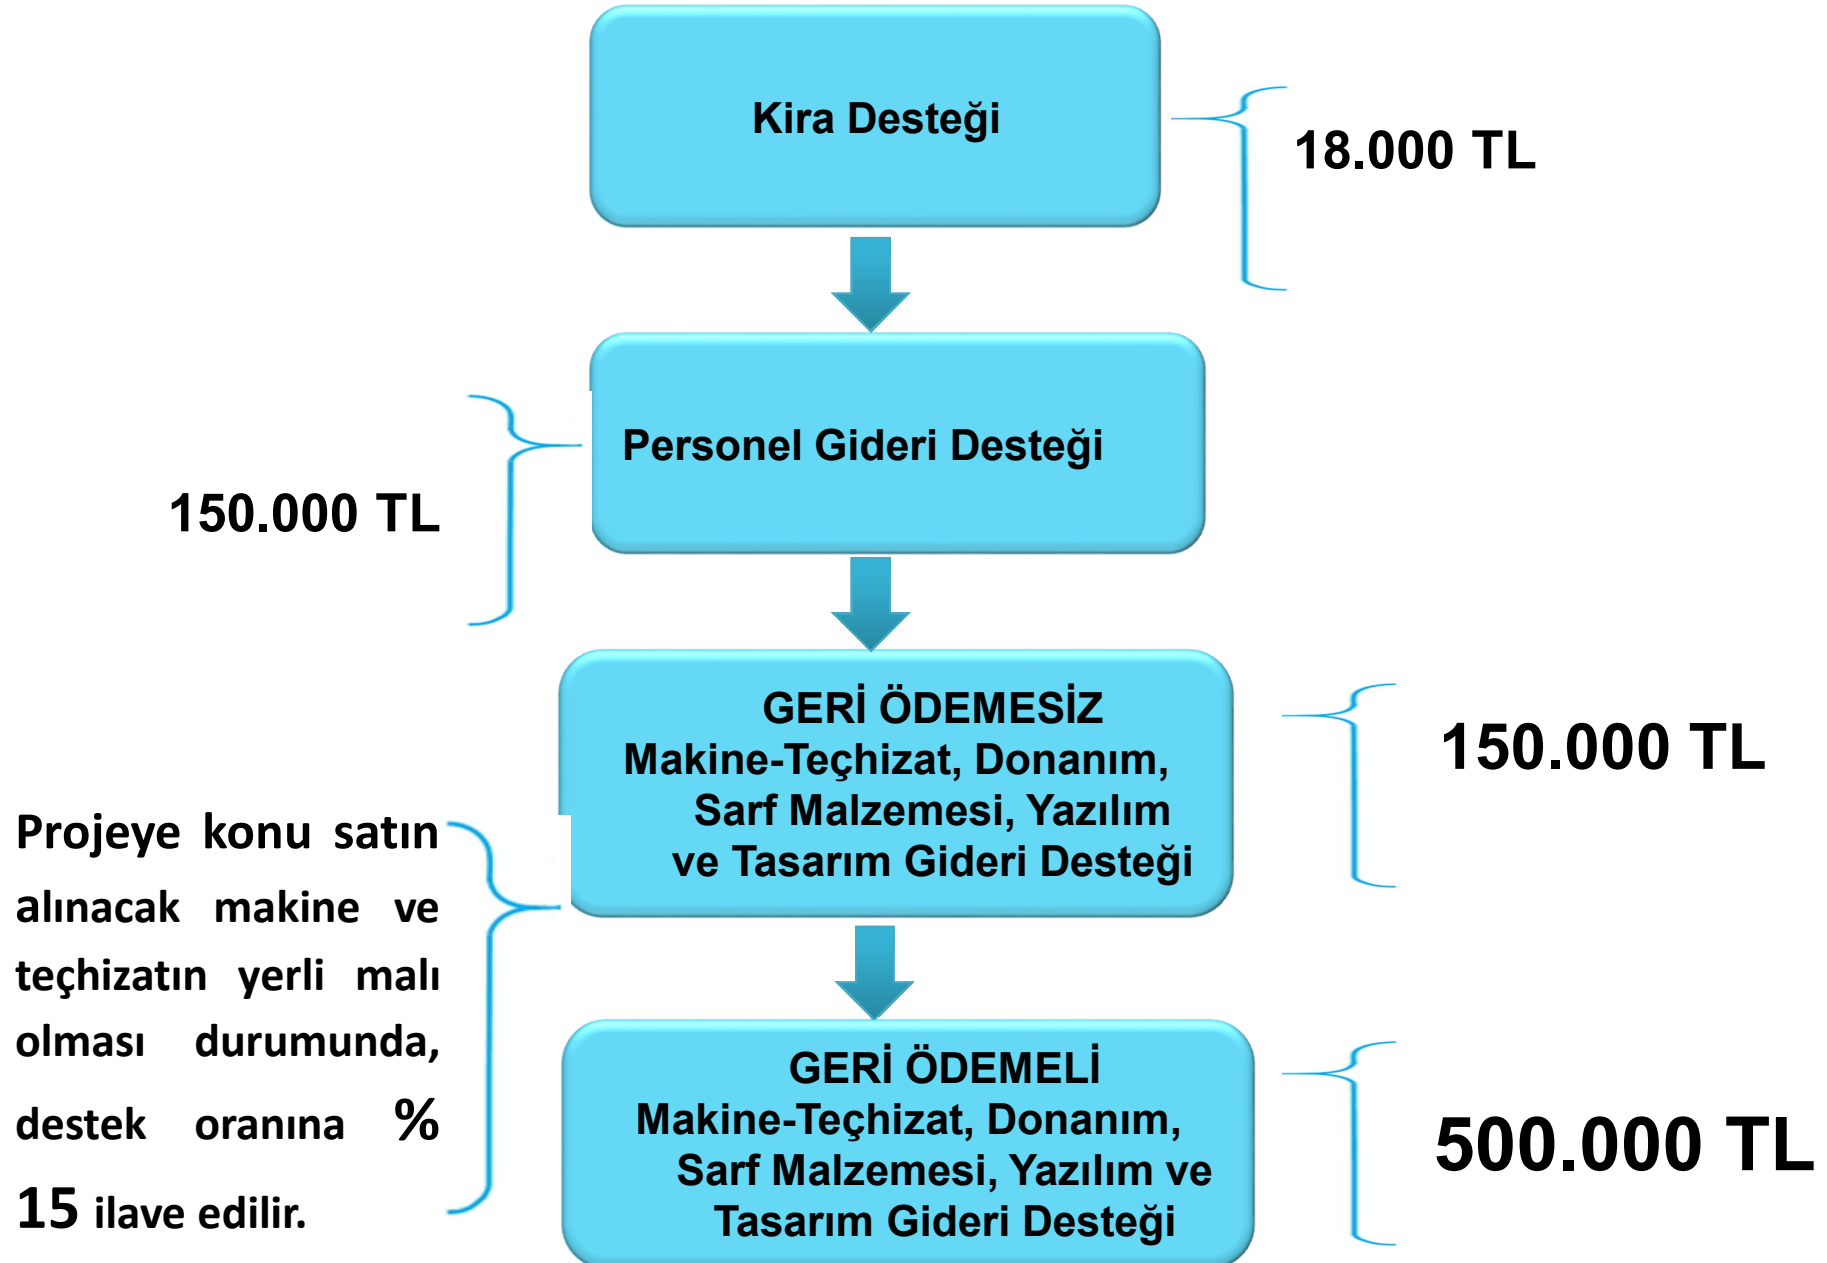 Kira Desteği
18.000 TL
Personel Gideri Desteği
150.000 TL
GERİ ÖDEMESİZ
Makine-Teçhizat, Donanım,
Sarf Malzemesi, Yazılım
ve Tasarım Gideri Desteği
150.000 TL
Projeye konu satın
alınacak makine ve
teçhizatın yerli malı
olması durumunda,
destek oranına %
15 ilave edilir.
GERİ ÖDEMELİ
Makine-Teçhizat, Donanım,
Sarf Malzemesi, Yazılım ve
Tasarım Gideri Desteği
500.000 TL